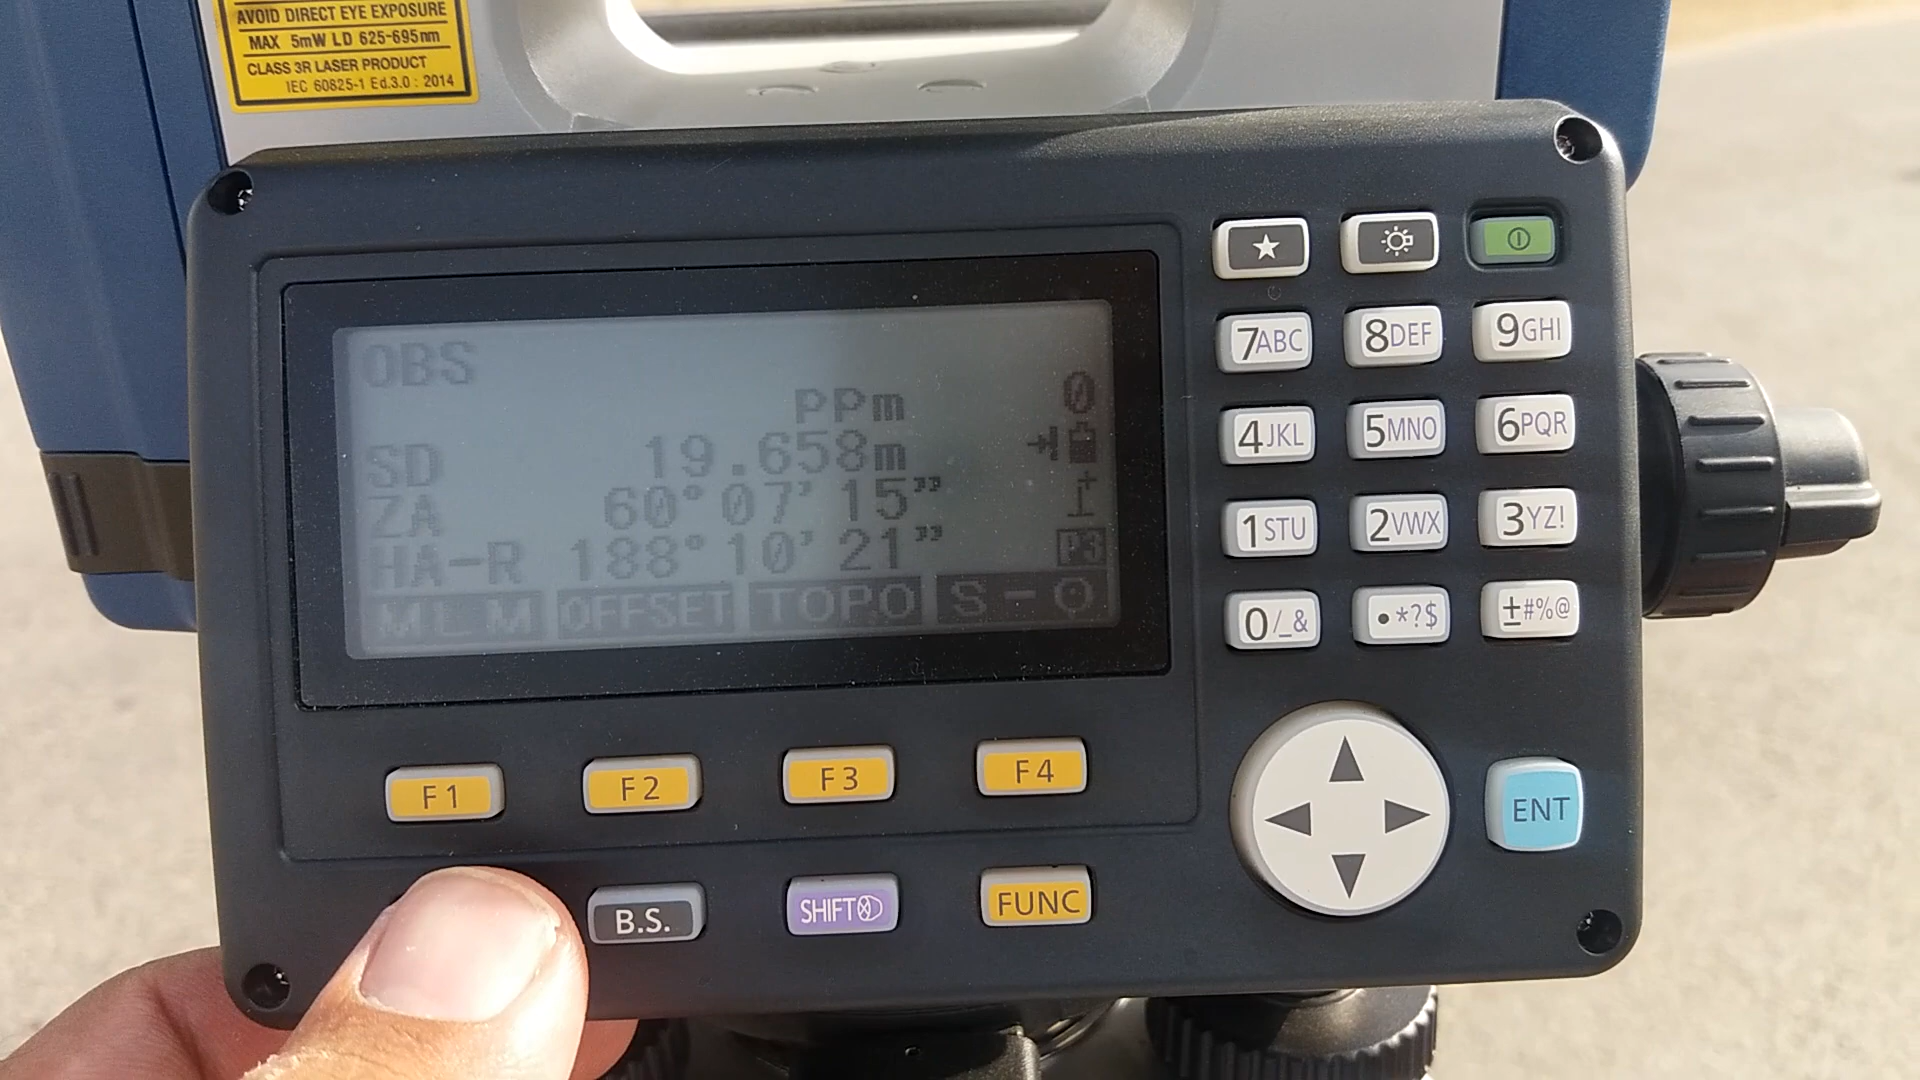 AVOID DIRECT EYE EXPOSURE
MAX 5mW LD 625-695nm
CLASS 3R LASER PRODUCT
IEC 60825-1 Ed.3.0 : 2014
OBS
PPm 0
SD 19.658m
ZA 60°07'15"
HA-R 188°10'21" P3
MLM OFFSET TOPO S-O
7ABC 8DEF 9GHI
4JKL 5MNO 6PQR
1STU 2VWX 3YZ!
0/_& •*?$ ±#%@
F1 F2 F3 F4
ENT
B.S. SHIFT FUNC